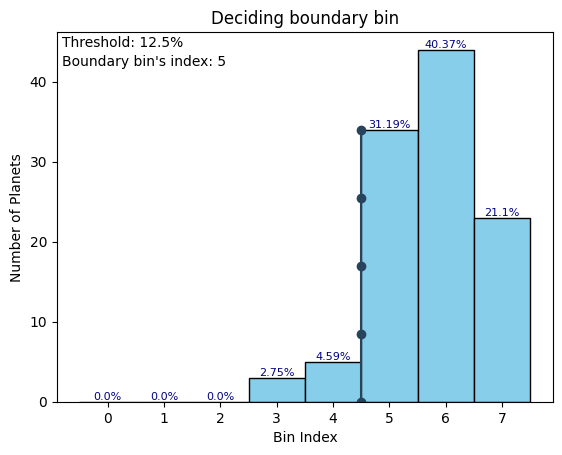 Deciding boundary bin
Threshold: 12.5%
Boundary bin's index: 5
40.37%
31.19%
21.1%
4.59%
2.75%
0.0% 0.0% 0.0%
Number of Planets
40
30
20
10
0
0 1 2 3 4 5 6 7
Bin Index